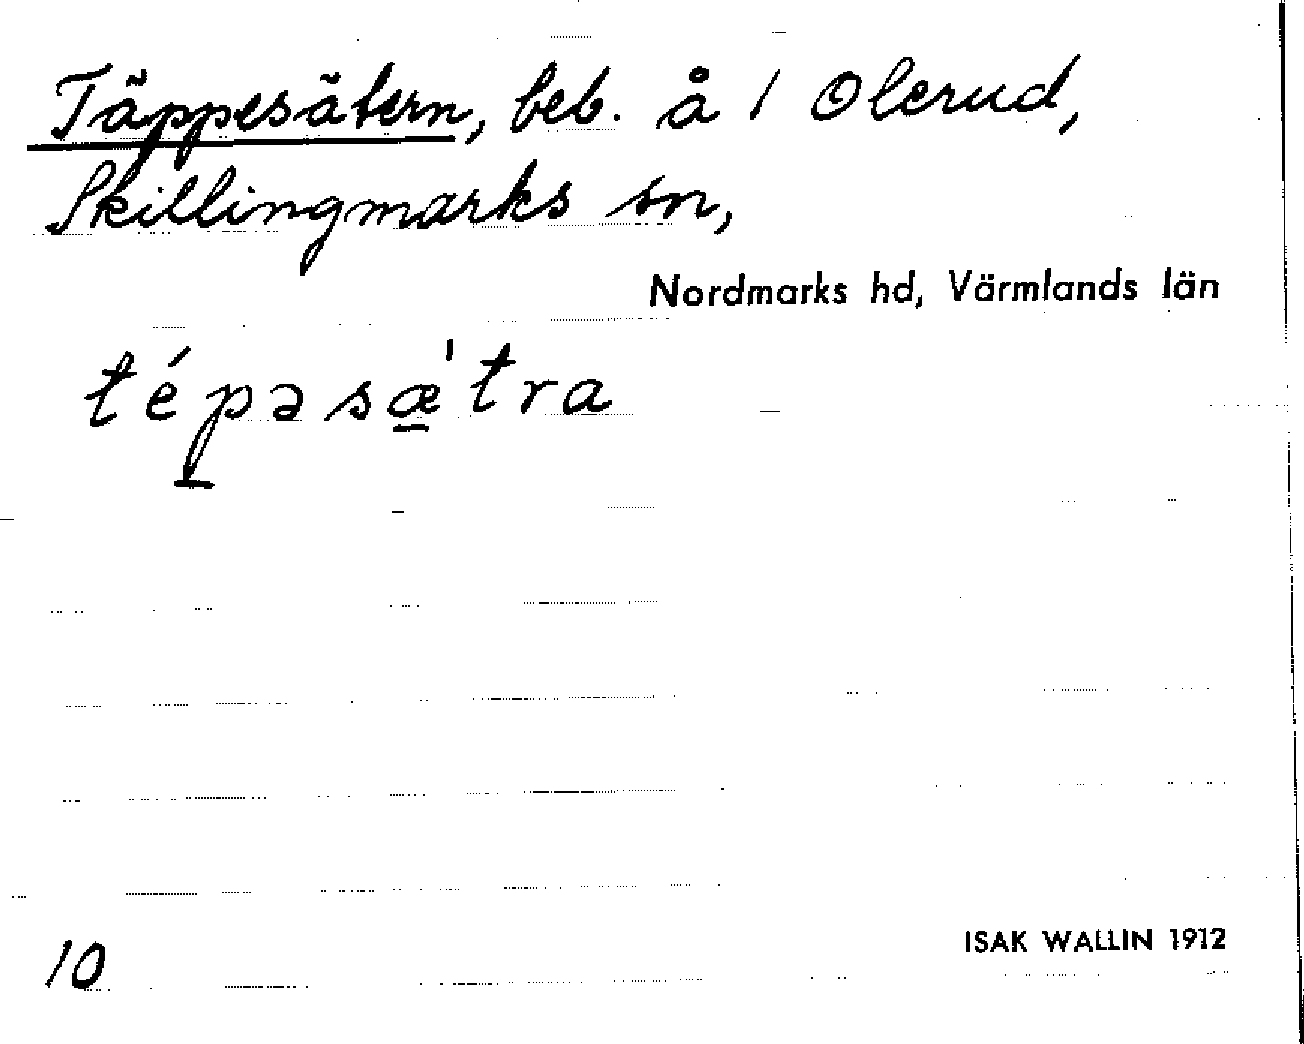 Täppesätern, beb. å 1 Olerud,
Skillingmarks sn,
Nordmarks hd, Värmlands län
tépəsæ̠'tra
10
ISAK WALLIN 1912